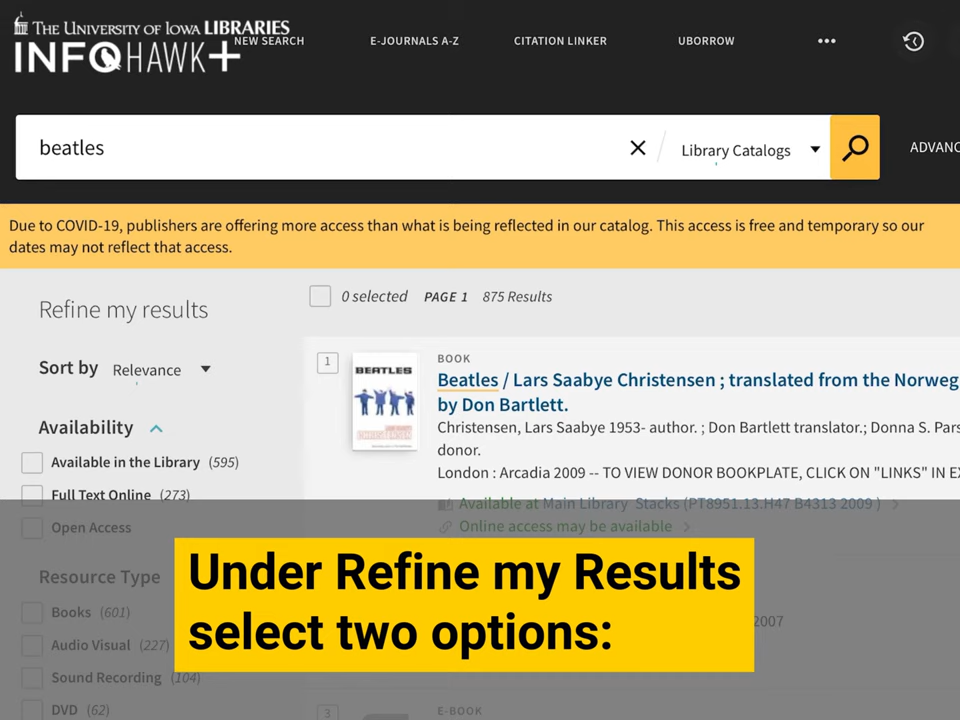 THE UNIVERSITY OF IOWA LIBRARIES
INFOHAWK+
NEW SEARCH
E-JOURNALS A-Z
CITATION LINKER
UBORROW
beatles
Library Catalogs
ADVANC
Due to COVID-19, publishers are offering more access than what is being reflected in our catalog. This access is free and temporary so our
dates may not reflect that access.
Refine my results
0 selected PAGE 1 875 Results
Sort by Relevance
Availability
Available in the Library (595)
Full Text Online (273)
Open Access
Resource Type
Books (601)
Audio Visual (227)
Sound Recording (104)
DVD (62)
1
BEATLES
BOOK
Beatles / Lars Saabye Christensen ; translated from the Norweg
by Don Bartlett.
Christensen, Lars Saabye 1953- author. ; Don Bartlett translator.; Donna S. Pars
donor.
London : Arcadia 2009 -- TO VIEW DONOR BOOKPLATE, CLICK ON "LINKS" IN EX
Available at Main Library Stacks (PT8951.13.H47 B4313 2009 )
Online access may be available
2007
3
E-BOOK
Under Refine my Results
select two options: